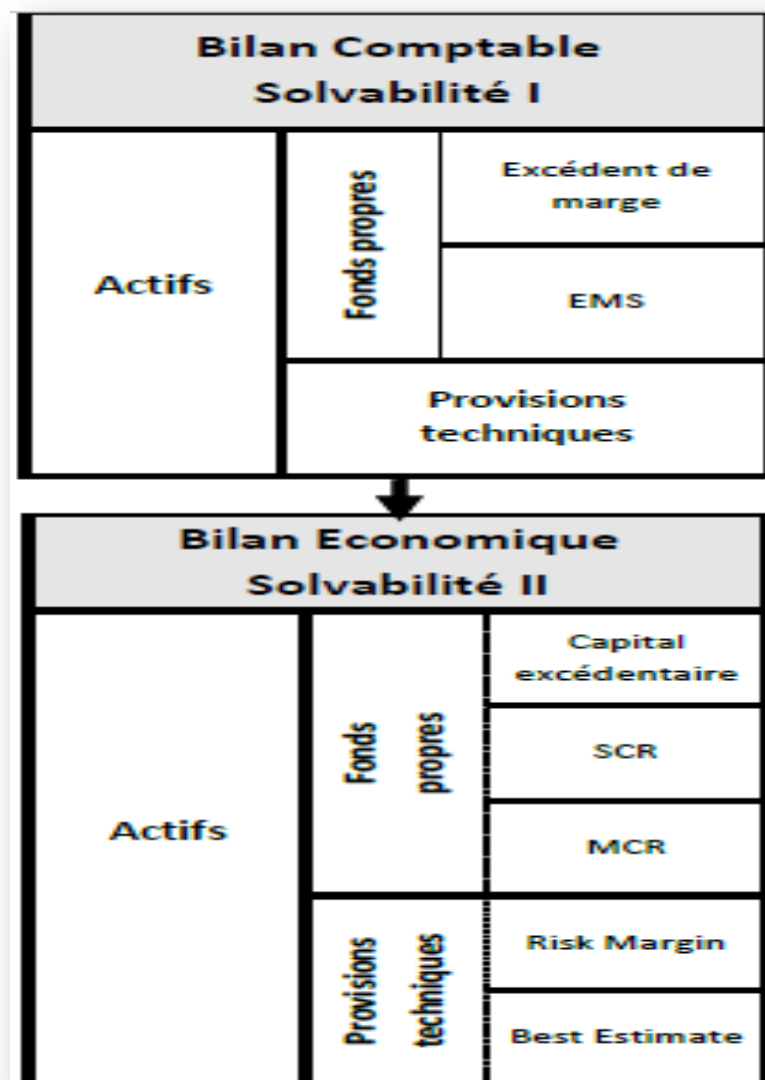 Bilan Comptable
Solvabilité I
Actifs
Fonds propres
Excédent de
marge
EMS
Provisions
techniques
Bilan Economique
Solvabilité II
Actifs
Fonds
propres
Capital
excédentaire
SCR
MCR
Provisions
techniques
Risk Margin
Best Estimate